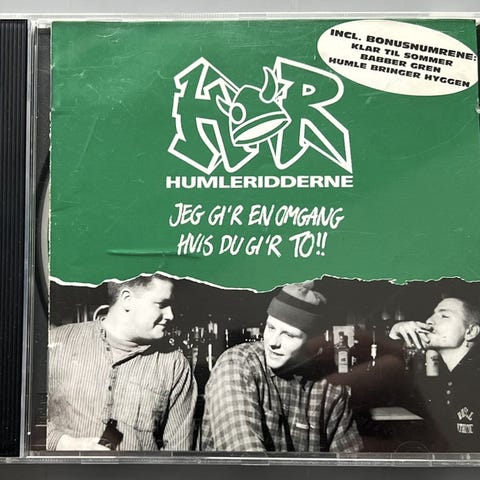 INCL. BONUSNUMRENE:
KLAR TIL SOMMER
BABBER GREN
HUMLE BRINGER HYGGEN
HR
HUMLERIDDERNE
JEG GI'R EN OMGANG
HVIS DU GI'R TO!!